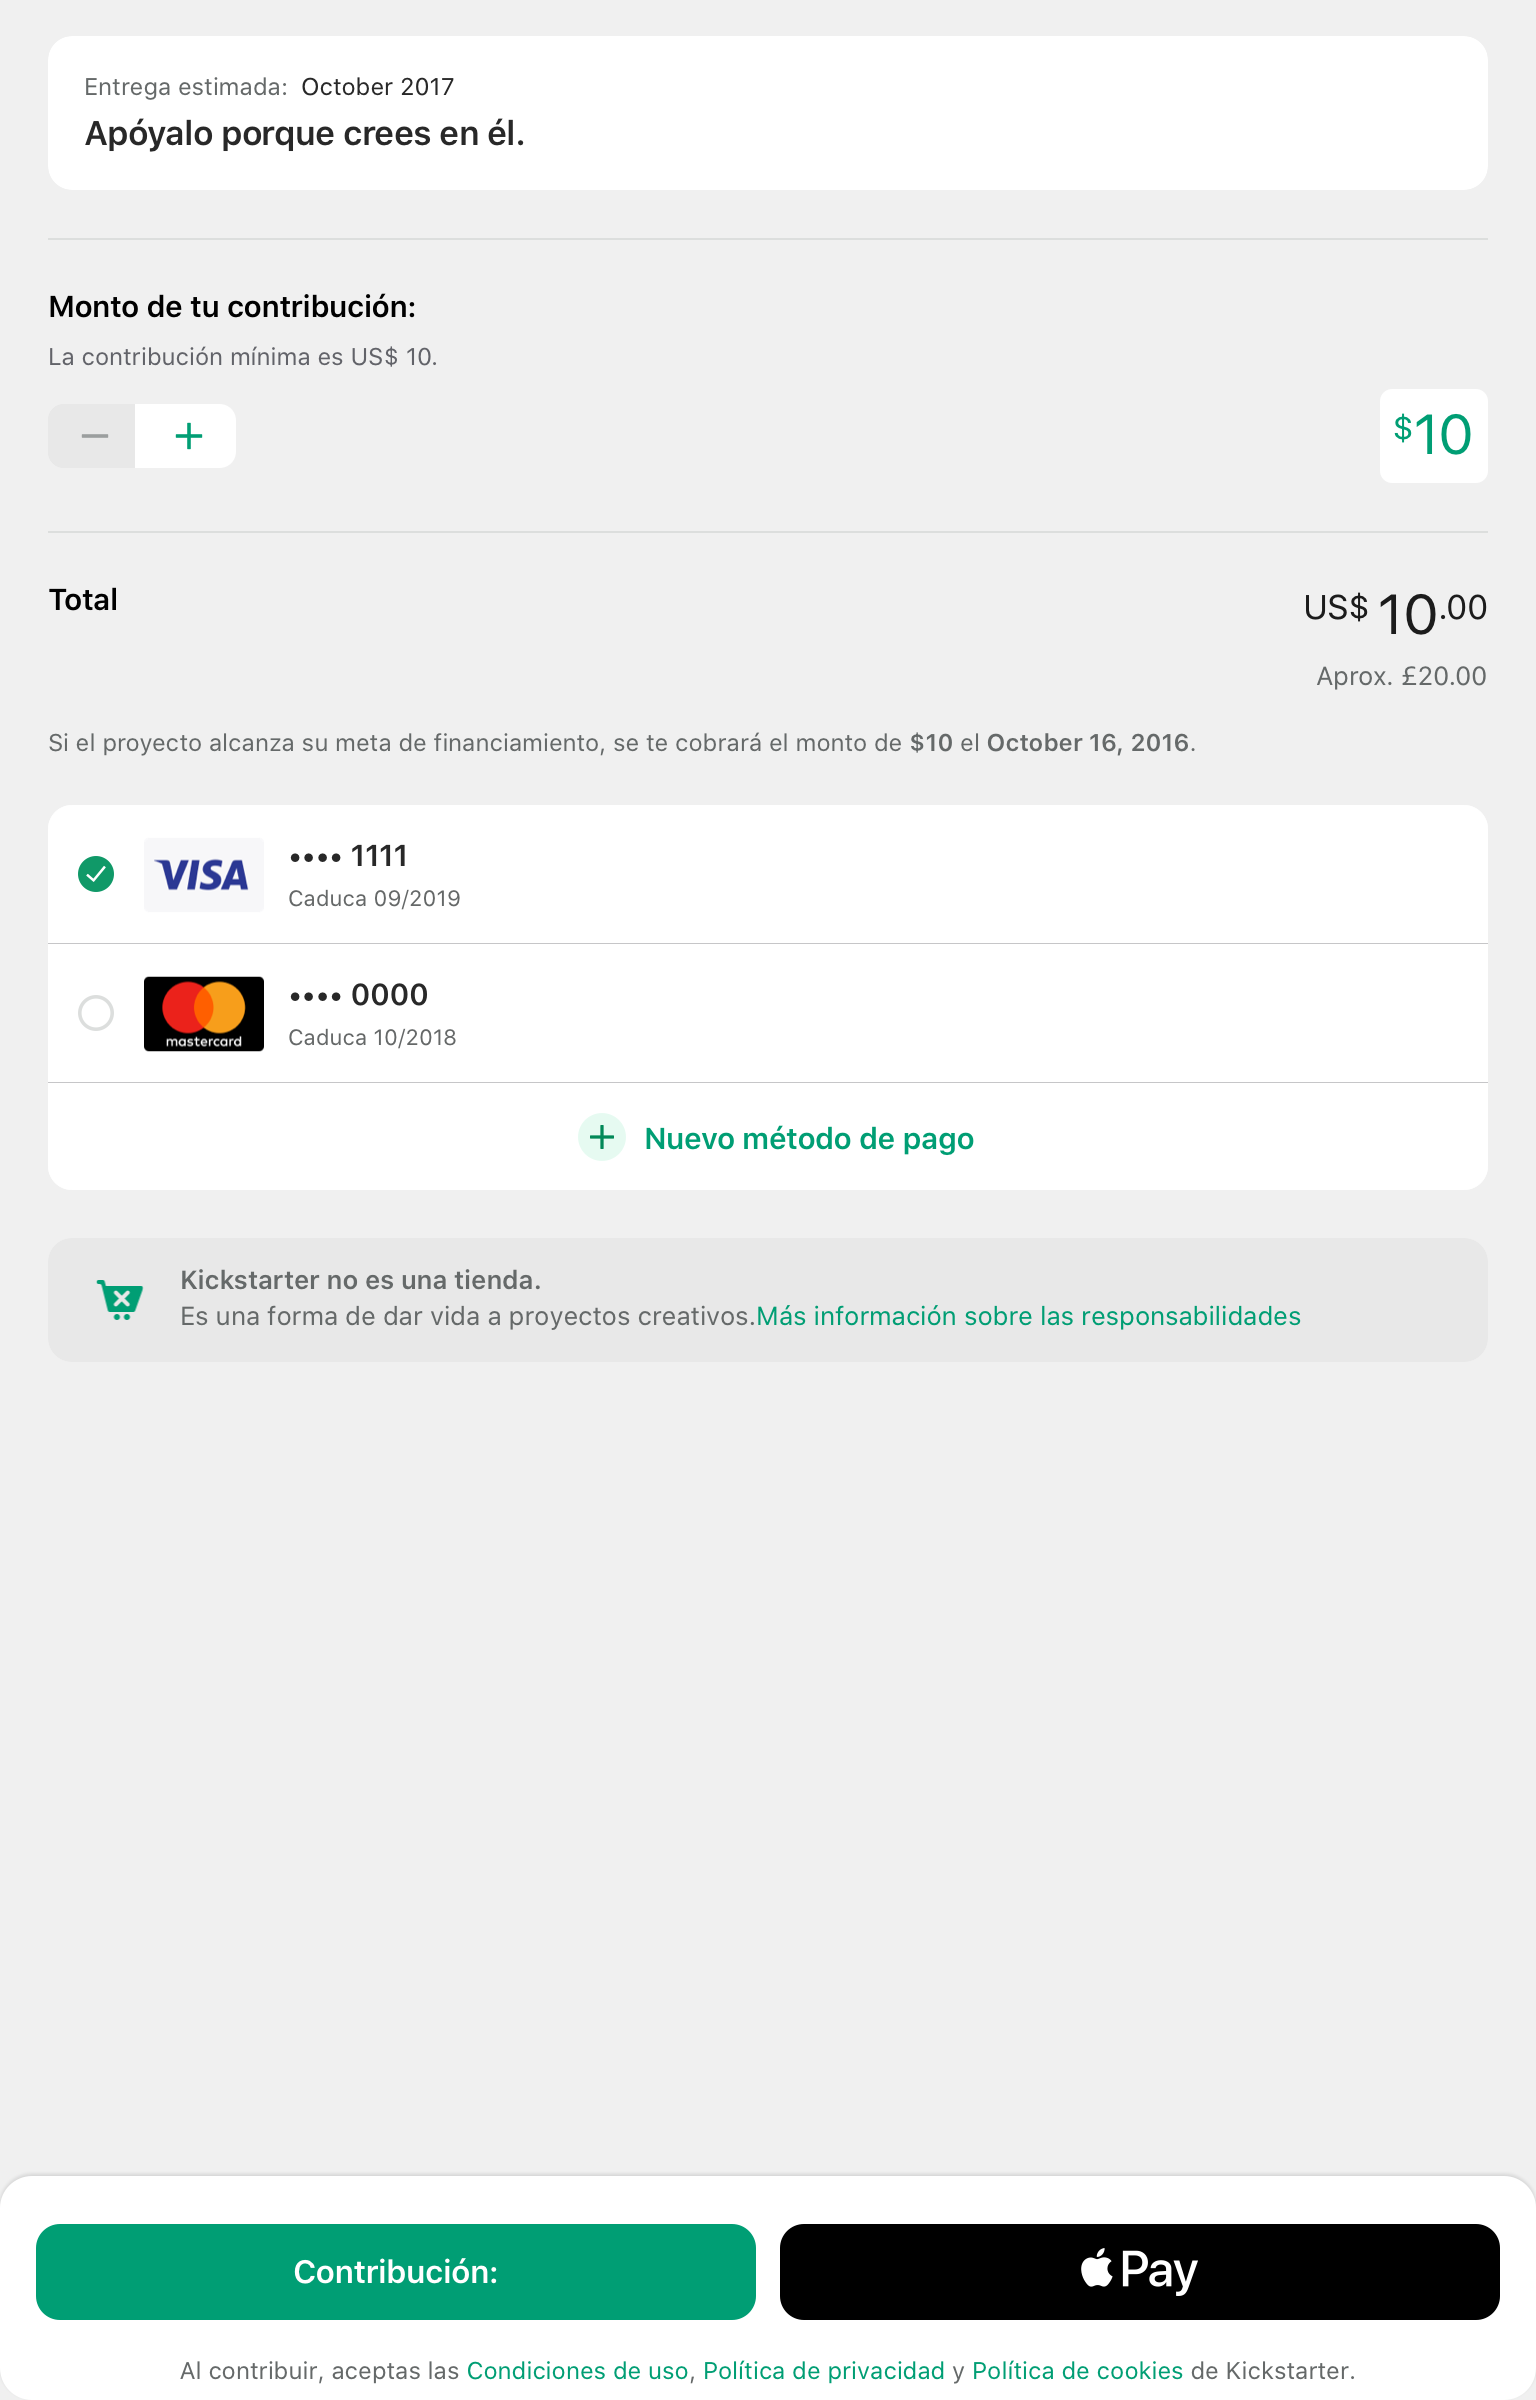 Entrega estimada: October 2017
Apóyalo porque crees en él.
Monto de tu contribución:
La contribución mínima es US$ 10.
$10
Total
US$ 10.00
Aprox. £20.00
Si el proyecto alcanza su meta de financiamiento, se te cobrará el monto de $10 el October 16, 2016.
VISA
•••• 1111
Caduca 09/2019
mastercard
•••• 0000
Caduca 10/2018
Nuevo método de pago
Kickstarter no es una tienda.
Es una forma de dar vida a proyectos creativos.Más información sobre las responsabilidades
Contribución:
Pay
Al contribuir, aceptas las Condiciones de uso, Política de privacidad y Política de cookies de Kickstarter.